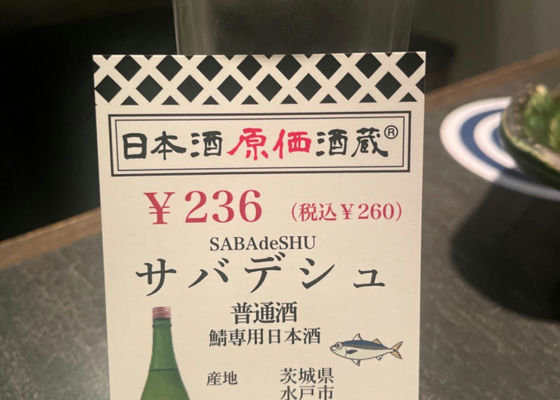 日本酒原価酒蔵®
￥236 （税込￥260）
SABAdeSHU
サバデシュ
普通酒
鯖専用日本酒
産地 茨城県
水戸市